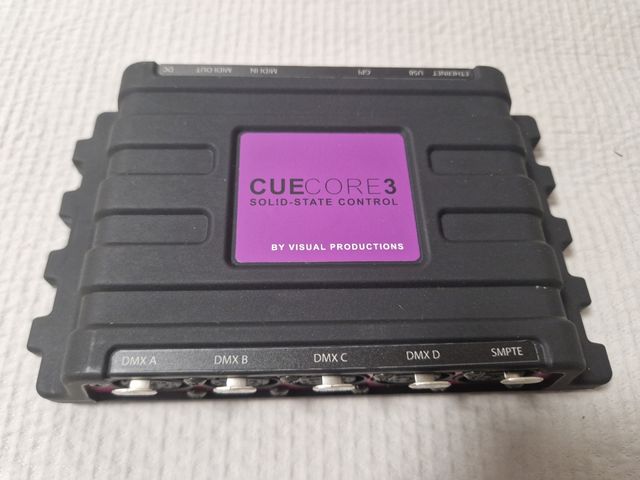 DC MIDI OUT MIDI IN GPI USB ETHERNET
CUECORE3
SOLID-STATE CONTROL
BY VISUAL PRODUCTIONS
DMX A DMX B DMX C DMX D SMPTE